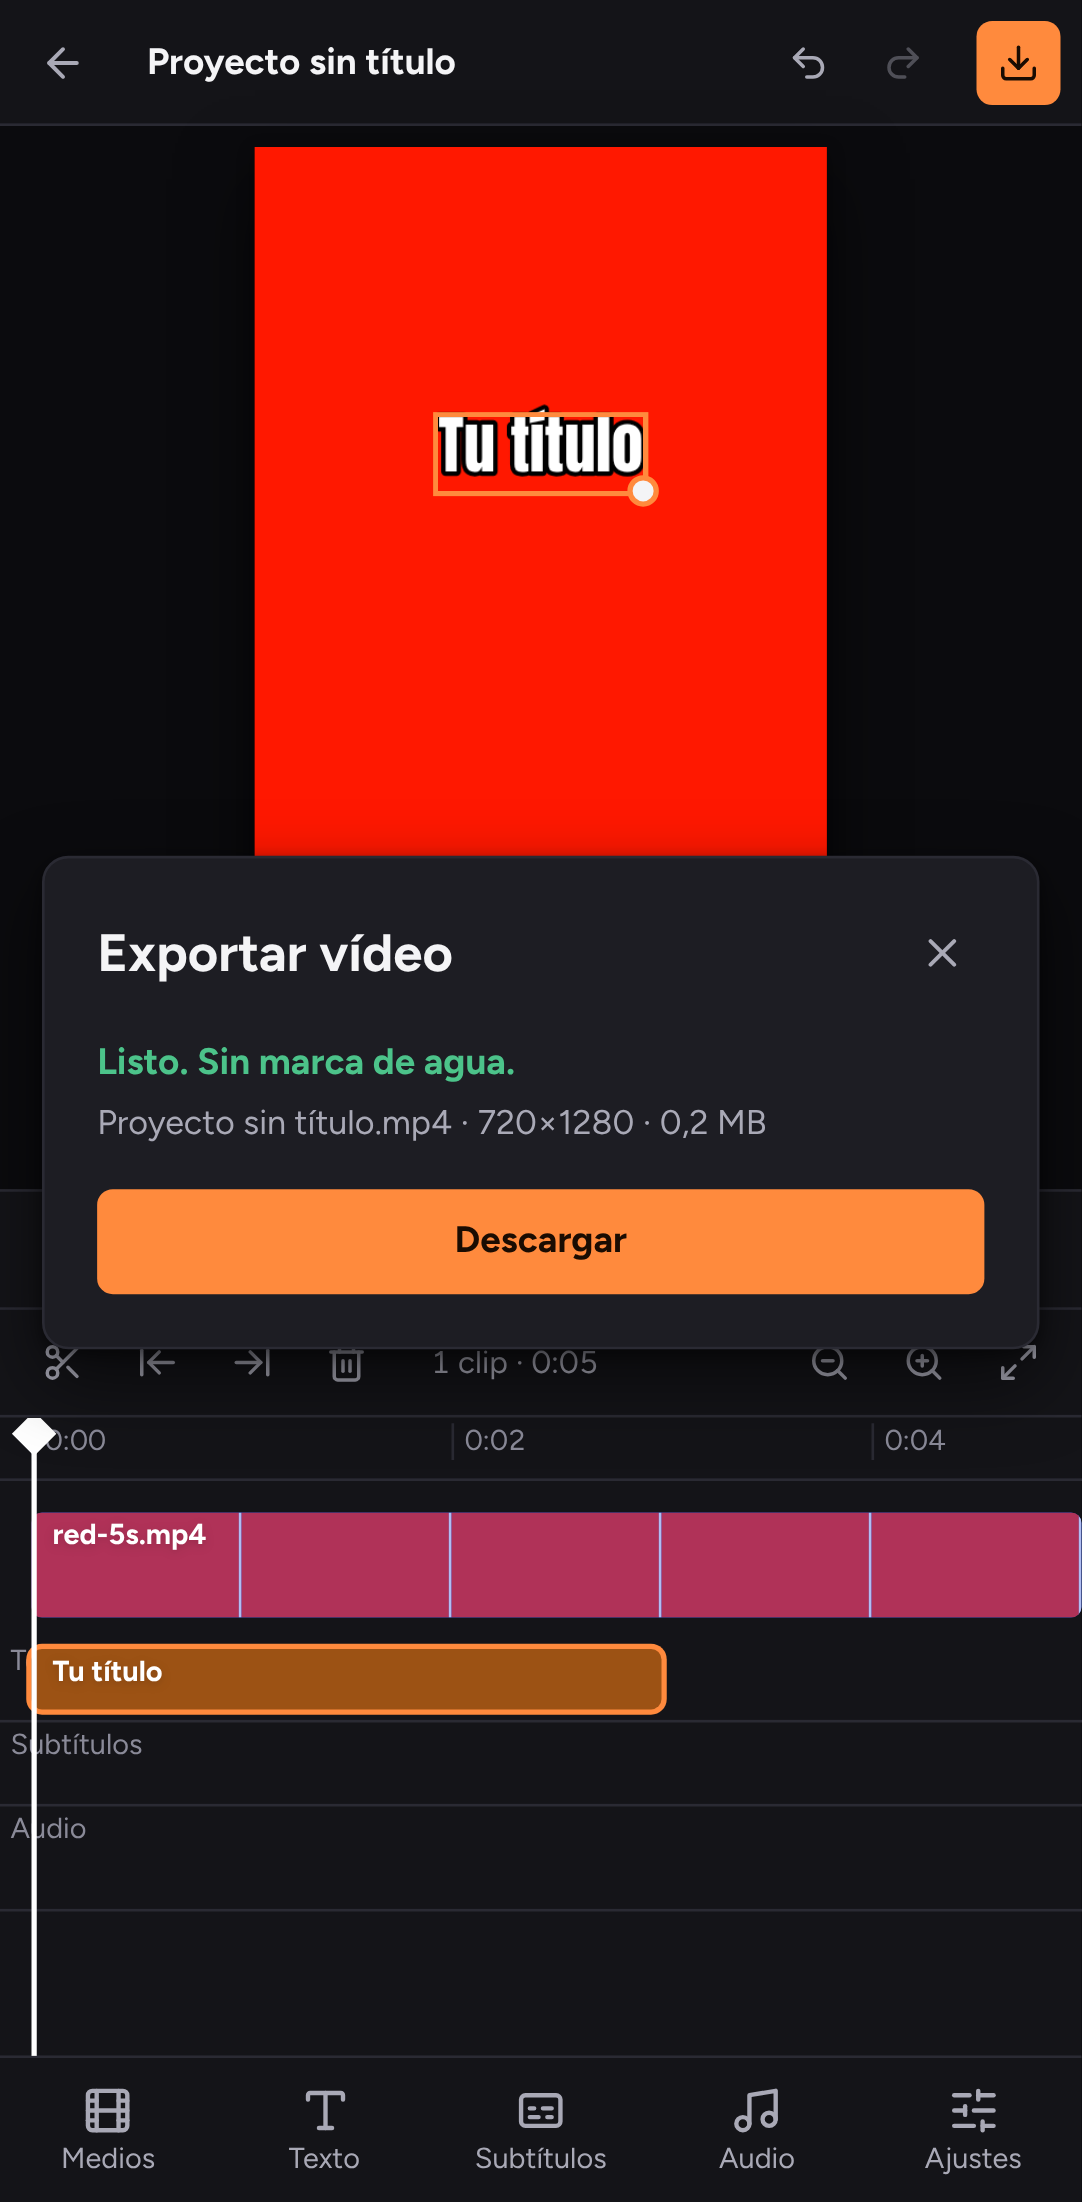 Proyecto sin título
Tu título
Exportar vídeo
Listo. Sin marca de agua.
Proyecto sin título.mp4 · 720×1280 · 0,2 MB
Descargar
1 clip · 0:05
0:00 0:02 0:04
red-5s.mp4
Tu título
Subtítulos
Audio
Medios Texto Subtítulos Audio Ajustes